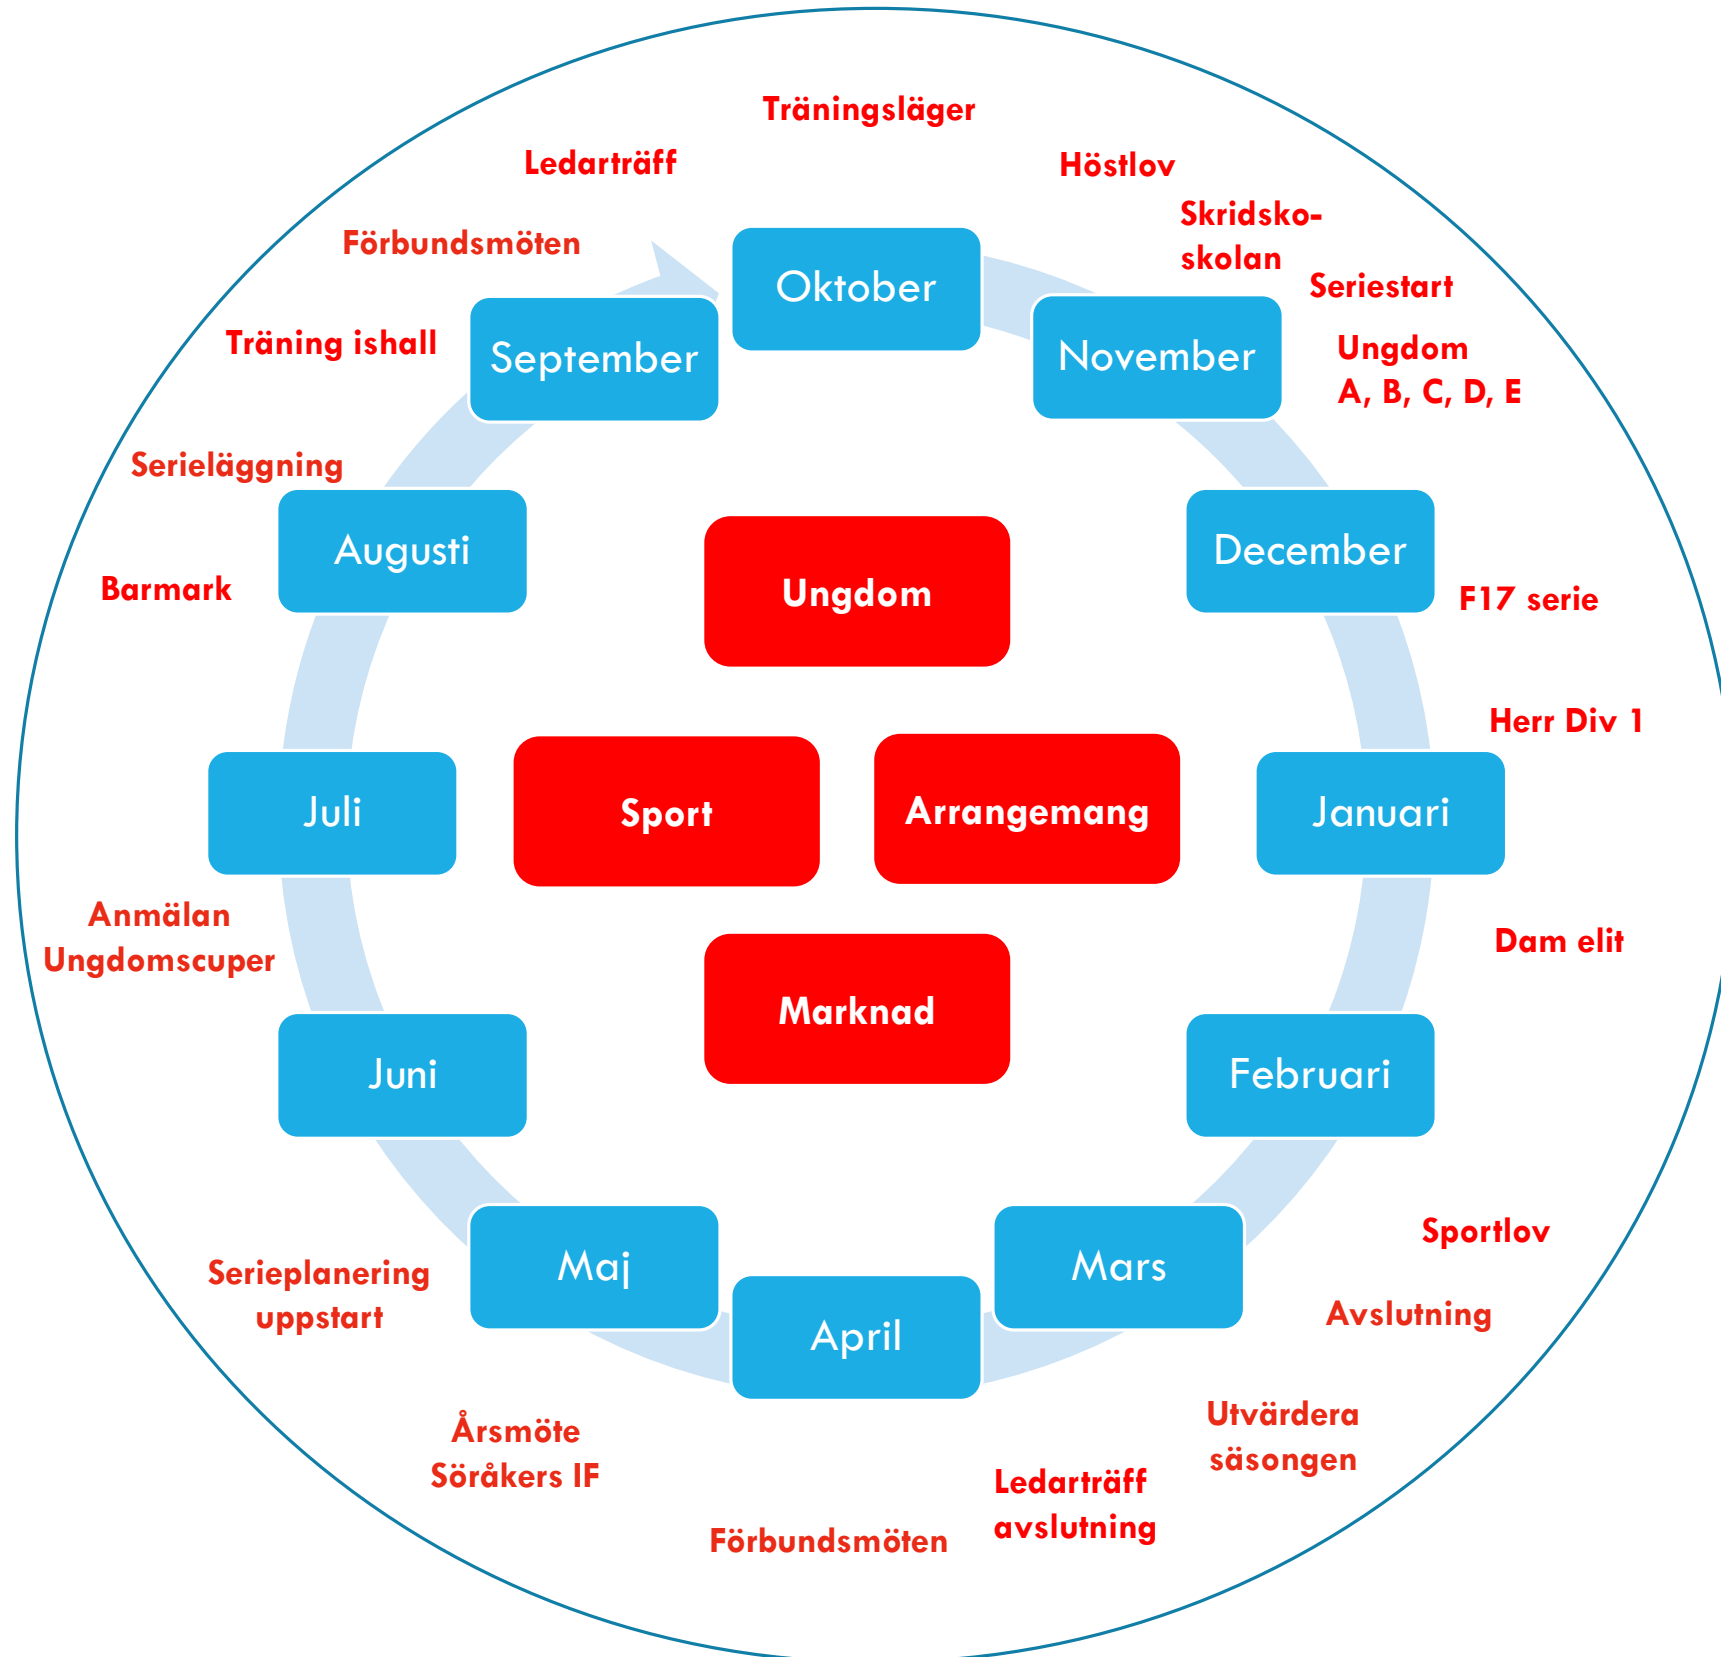 Träningsläger
Ledarträff
Höstlov
Skridsko-
skolan
Förbundsmöten
Oktober
Seriestart
Träning ishall
September
November
Ungdom
A, B, C, D, E
Serieläggning
Augusti
December
Barmark
Ungdom
F17 serie
Herr Div 1
Juli
Sport
Arrangemang
Januari
Anmälan
Ungdomscuper
Dam elit
Marknad
Juni
Februari
Sportlov
Serieplanering
uppstart
Maj
Mars
Avslutning
April
Årsmöte
Söråkers IF
Utvärdera
säsongen
Ledarträff
avslutning
Förbundsmöten